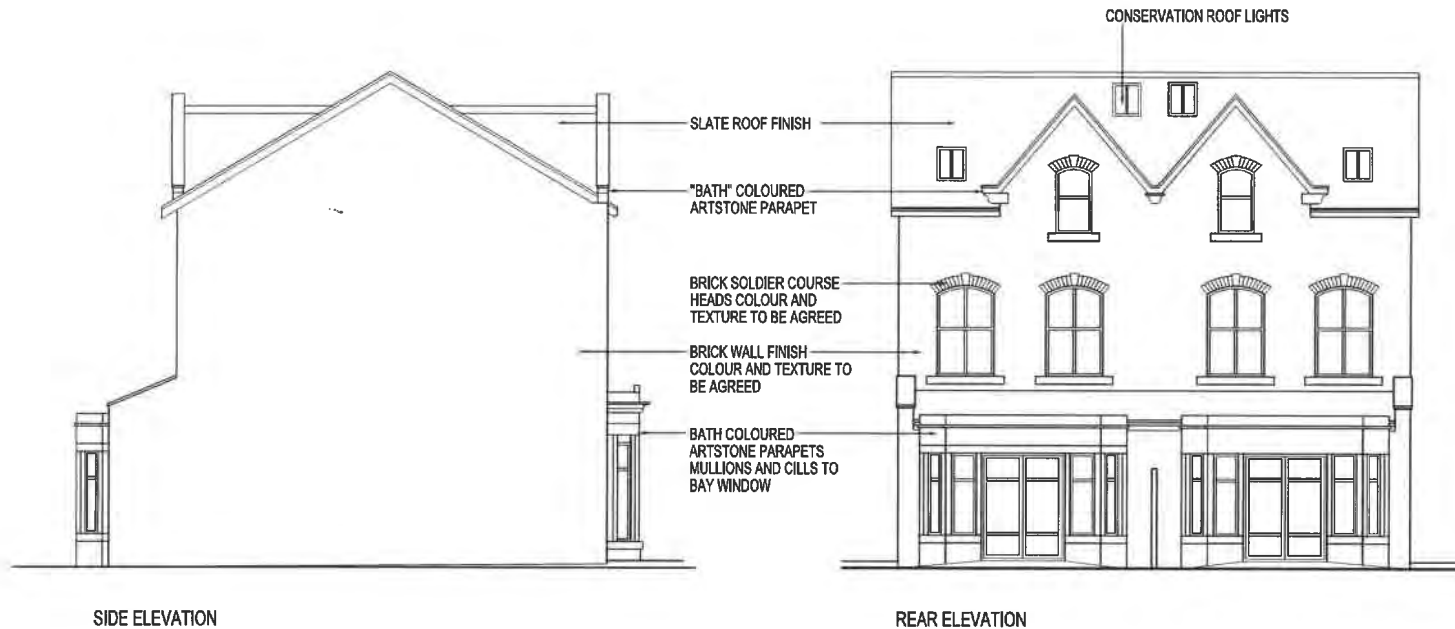 CONSERVATION ROOF LIGHTS
SLATE ROOF FINISH
"BATH" COLOURED
ARTSTONE PARAPET
BRICK SOLDIER COURSE
HEADS COLOUR AND
TEXTURE TO BE AGREED
BRICK WALL FINISH
COLOUR AND TEXTURE TO
BE AGREED
BATH COLOURED
ARTSTONE PARAPETS
MULLIONS AND CILLS TO
BAY WINDOW
SIDE ELEVATION
REAR ELEVATION